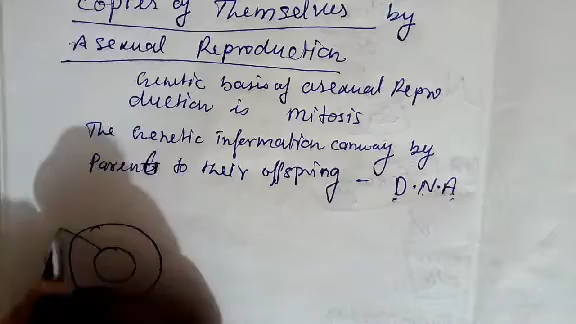 Copies of Themselves by
Asexual Reproduction
Genetic basis of asexual Repro
duction is mitosis
The Genetic information convay by
Parents to their offspring - D.N.A